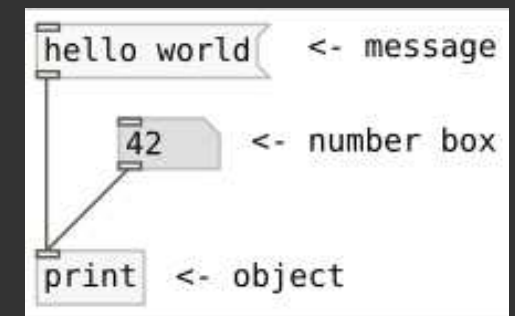 hello world <- message
42 <- number box
print <- object